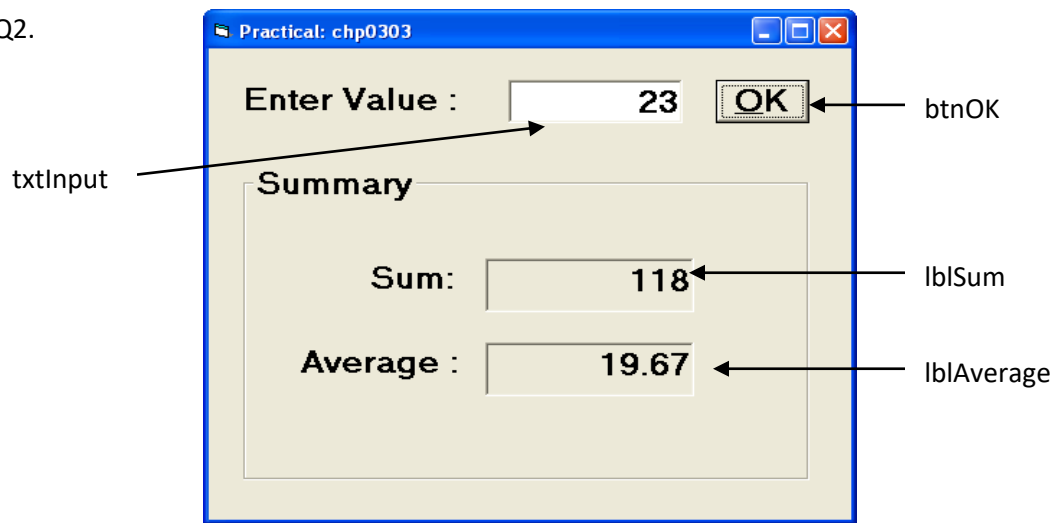 Q2.
Practical: chp0303
Enter Value : 23 OK
btnOK
txtInput
Summary
Sum: 118
lblSum
Average : 19.67
lblAverage